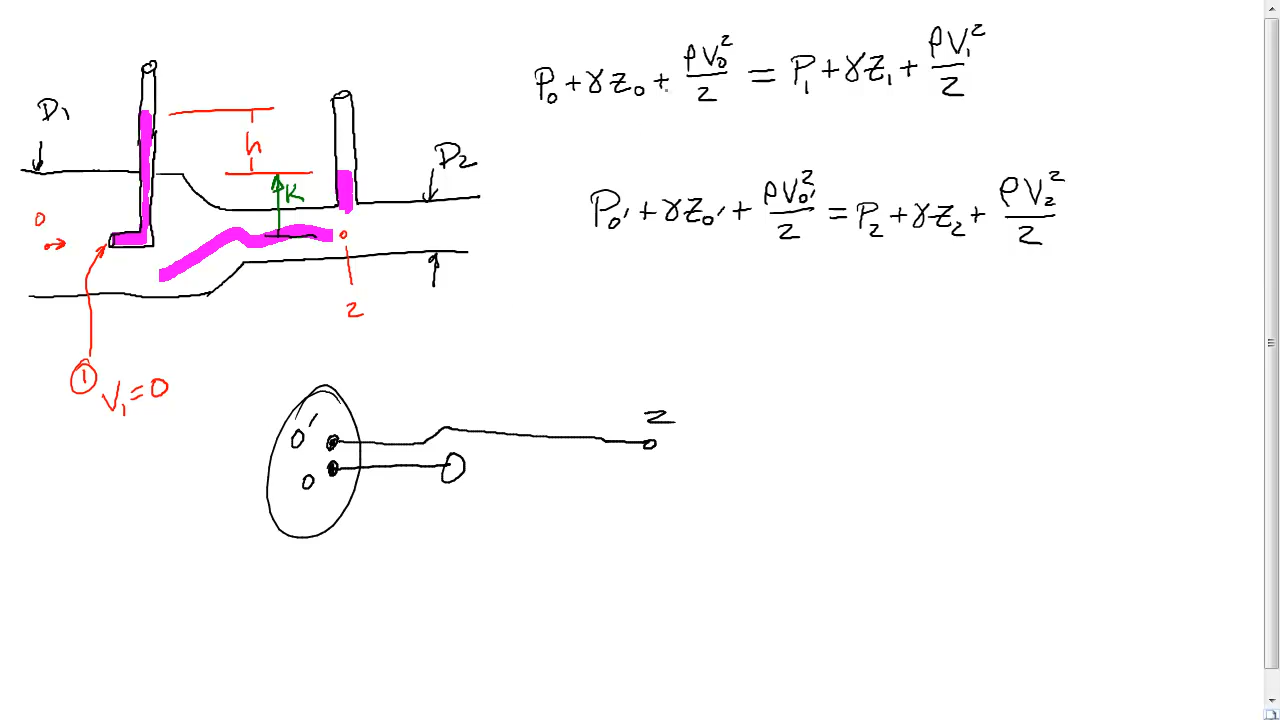 P₀ + γz₀ + ρV₀²/2 = P₁ + γz₁ + ρV₁²/2
D1
h
D2
K
P₀′ + γz₀′ + ρV₀′²/2 = P₂ + γz₂ + ρV₂²/2
0
2
1
V₁=0
0′
2
0